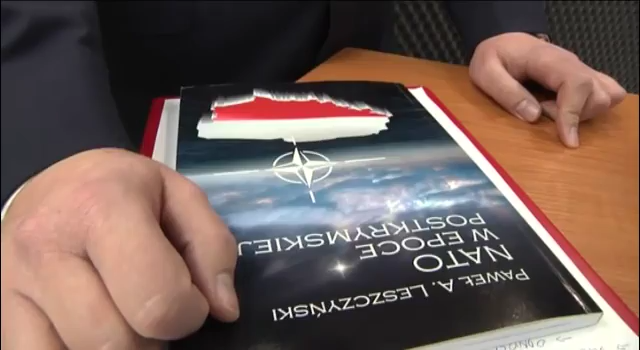 PAWEŁ A. LESZCZYŃSKI
NATO
W EPOCE
POSTKRYMSKIEJ